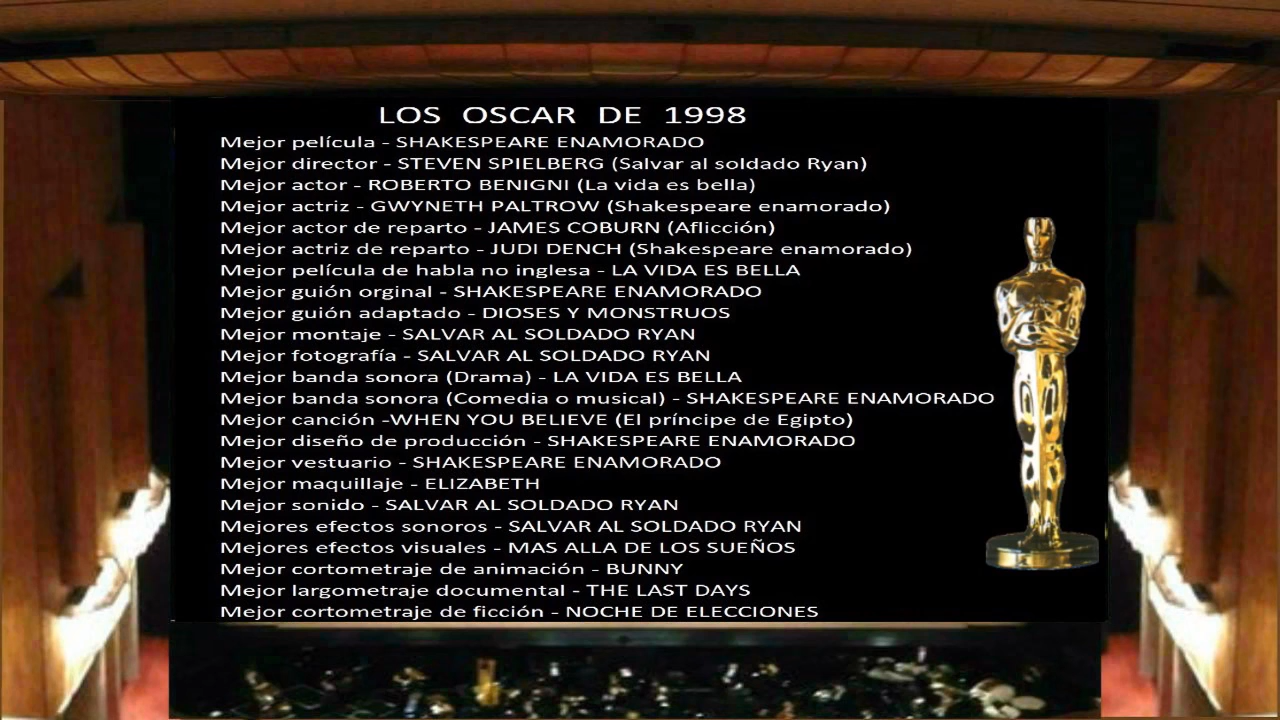 LOS OSCAR DE 1998
Mejor película - SHAKESPEARE ENAMORADO
Mejor director - STEVEN SPIELBERG (Salvar al soldado Ryan)
Mejor actor - ROBERTO BENIGNI (La vida es bella)
Mejor actriz - GWYNETH PALTROW (Shakespeare enamorado)
Mejor actor de reparto - JAMES COBURN (Aflicción)
Mejor actriz de reparto - JUDI DENCH (Shakespeare enamorado)
Mejor película de habla no inglesa - LA VIDA ES BELLA
Mejor guión orginal - SHAKESPEARE ENAMORADO
Mejor guión adaptado - DIOSES Y MONSTRUOS
Mejor montaje - SALVAR AL SOLDADO RYAN
Mejor fotografía - SALVAR AL SOLDADO RYAN
Mejor banda sonora (Drama) - LA VIDA ES BELLA
Mejor banda sonora (Comedia o musical) - SHAKESPEARE ENAMORADO
Mejor canción -WHEN YOU BELIEVE (El príncipe de Egipto)
Mejor diseño de producción - SHAKESPEARE ENAMORADO
Mejor vestuario - SHAKESPEARE ENAMORADO
Mejor maquillaje - ELIZABETH
Mejor sonido - SALVAR AL SOLDADO RYAN
Mejores efectos sonoros - SALVAR AL SOLDADO RYAN
Mejores efectos visuales - MAS ALLA DE LOS SUEÑOS
Mejor cortometraje de animación - BUNNY
Mejor largometraje documental - THE LAST DAYS
Mejor cortometraje de ficción - NOCHE DE ELECCIONES